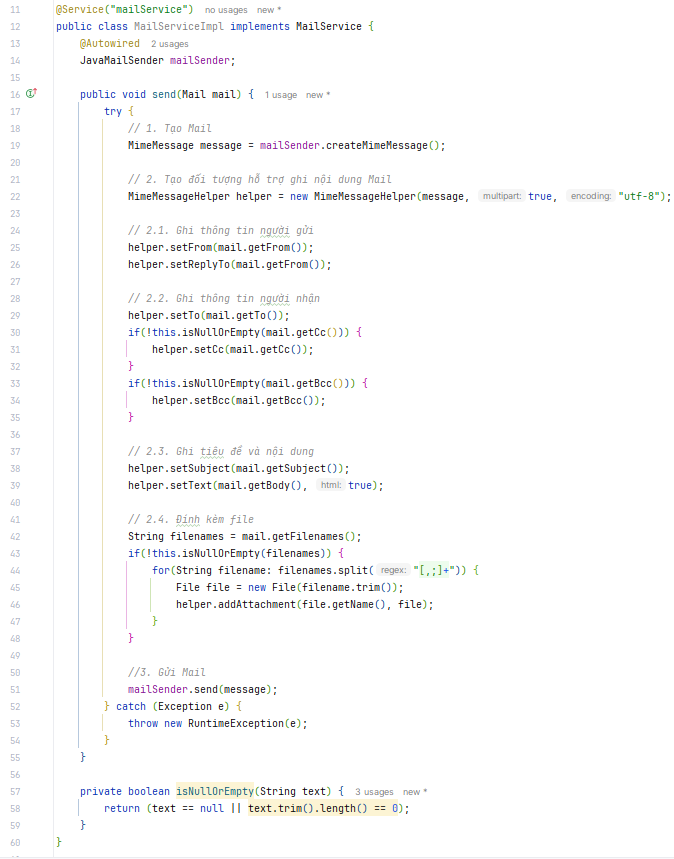 11 @Service("mailService") no usages new *
12 public class MailServiceImpl implements MailService {
13 @Autowired 2 usages
14 JavaMailSender mailSender;
15
16 public void send(Mail mail) { 1 usage new *
17 try {
18 // 1. Tạo Mail
19 MimeMessage message = mailSender.createMimeMessage();
20
21 // 2. Tạo đối tượng hỗ trợ ghi nội dung Mail
22 MimeMessageHelper helper = new MimeMessageHelper(message, multipart: true, encoding: "utf-8");
23
24 // 2.1. Ghi thông tin người gửi
25 helper.setFrom(mail.getFrom());
26 helper.setReplyTo(mail.getFrom());
27
28 // 2.2. Ghi thông tin người nhận
29 helper.setTo(mail.getTo());
30 if(!this.isNullOrEmpty(mail.getCc())) {
31 helper.setCc(mail.getCc());
32 }
33 if(!this.isNullOrEmpty(mail.getBcc())) {
34 helper.setBcc(mail.getBcc());
35 }
36
37 // 2.3. Ghi tiêu đề và nội dung
38 helper.setSubject(mail.getSubject());
39 helper.setText(mail.getBody(), html: true);
40
41 // 2.4. Đính kèm file
42 String filenames = mail.getFilenames();
43 if(!this.isNullOrEmpty(filenames)) {
44 for(String filename: filenames.split( regex: "[,;]+")) {
45 File file = new File(filename.trim());
46 helper.addAttachment(file.getName(), file);
47 }
48 }
49
50 //3. Gửi Mail
51 mailSender.send(message);
52 } catch (Exception e) {
53 throw new RuntimeException(e);
54 }
55 }
56
57 private boolean isNullOrEmpty(String text) { 3 usages new *
58 return (text == null || text.trim().length() == 0);
59 }
60 }